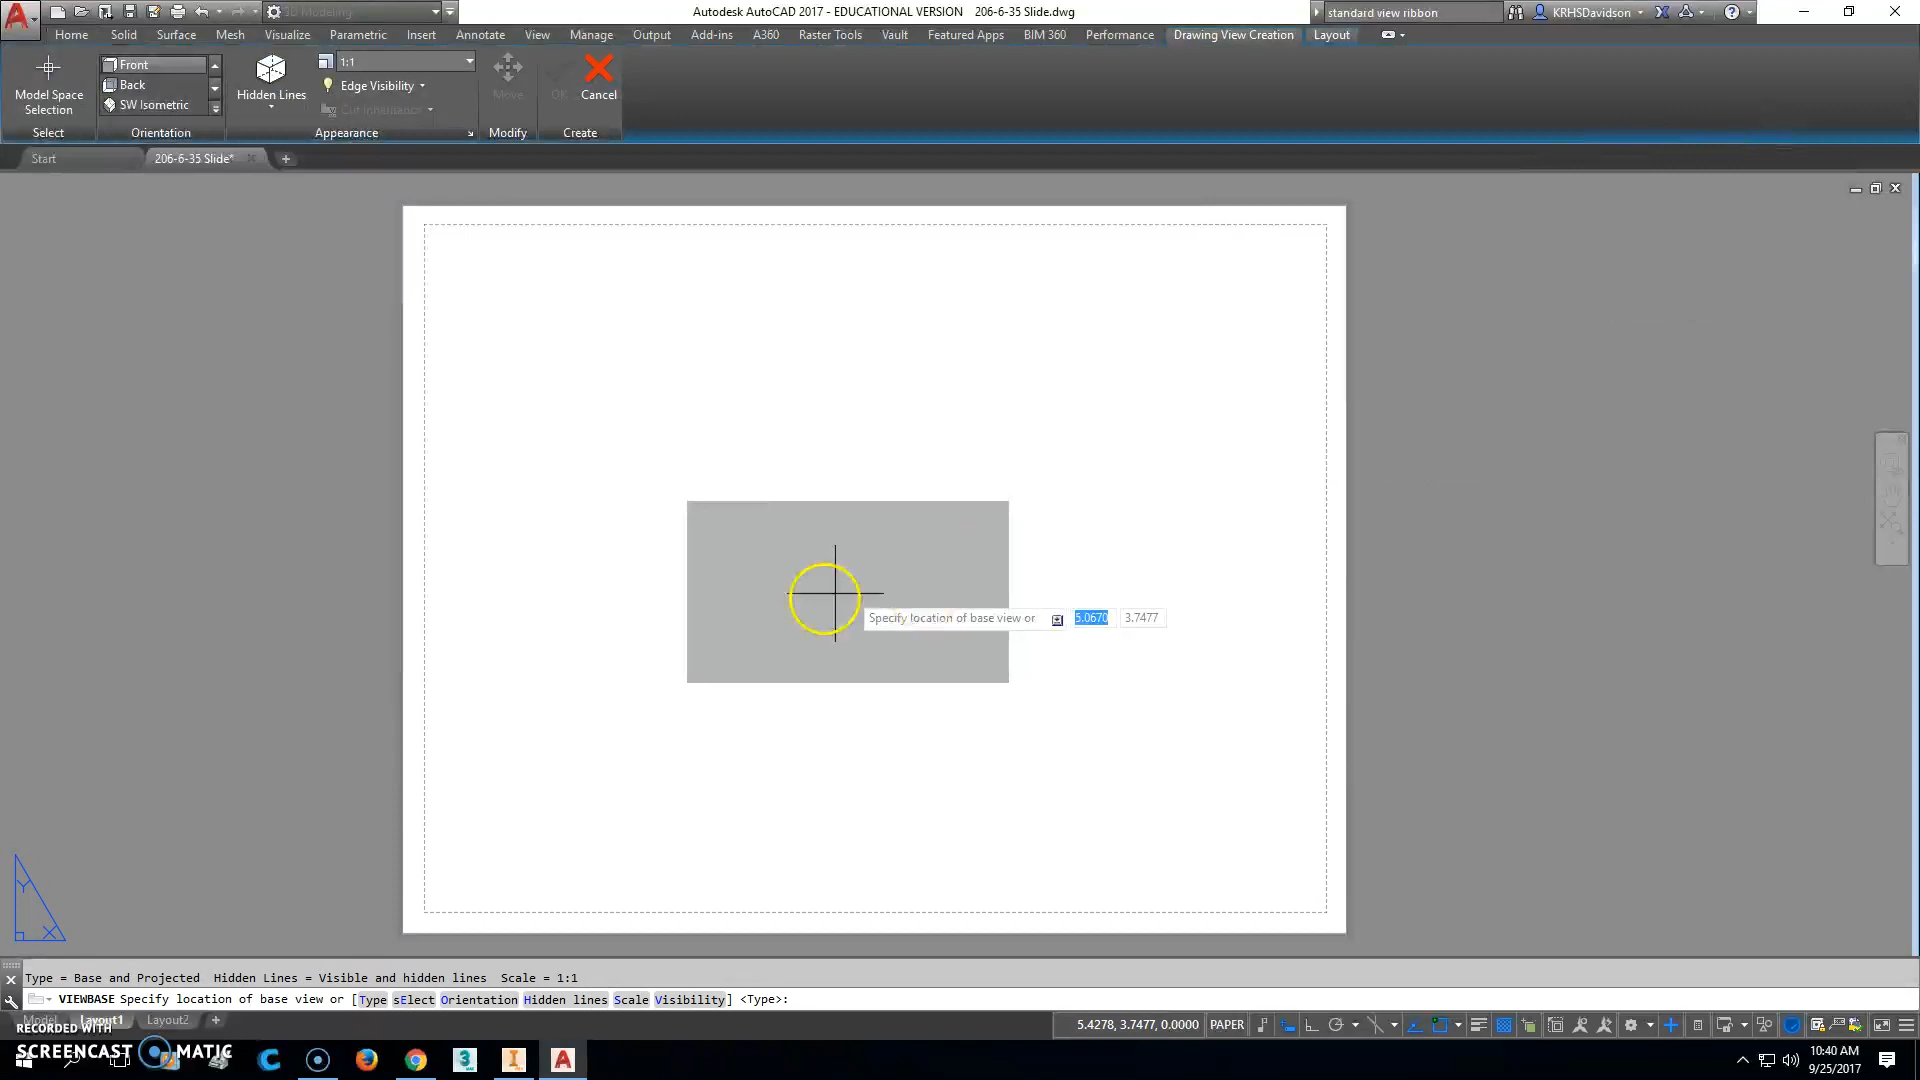 Autodesk AutoCAD 2017 - EDUCATIONAL VERSION 206-6-35 Slide.dwg
standard view ribbon
KRHSDavidson
3D Modeling
Home Solid Surface Mesh Visualize Parametric Insert Annotate View Manage Output Add-ins A360 Raster Tools Vault Featured Apps BIM 360 Performance Drawing View Creation Layout
Model Space Selection
Front
Back
SW Isometric
Hidden Lines
1:1
Edge Visibility
Cut Inheritance
Move
OK
Cancel
Select Orientation Appearance Modify Create
Start 206-6-35 Slide*
Specify location of base view or 5.0670 3.7477
Y
X
Type = Base and Projected Hidden Lines = Visible and hidden lines Scale = 1:1
VIEWBASE Specify location of base view or [Type sElect Orientation Hidden lines Scale Visibility] <Type>:
Model Layout1 Layout2
5.4278, 3.7477, 0.0000 PAPER
RECORDED WITH
SCREENCAST MATIC
10:40 AM
9/25/2017